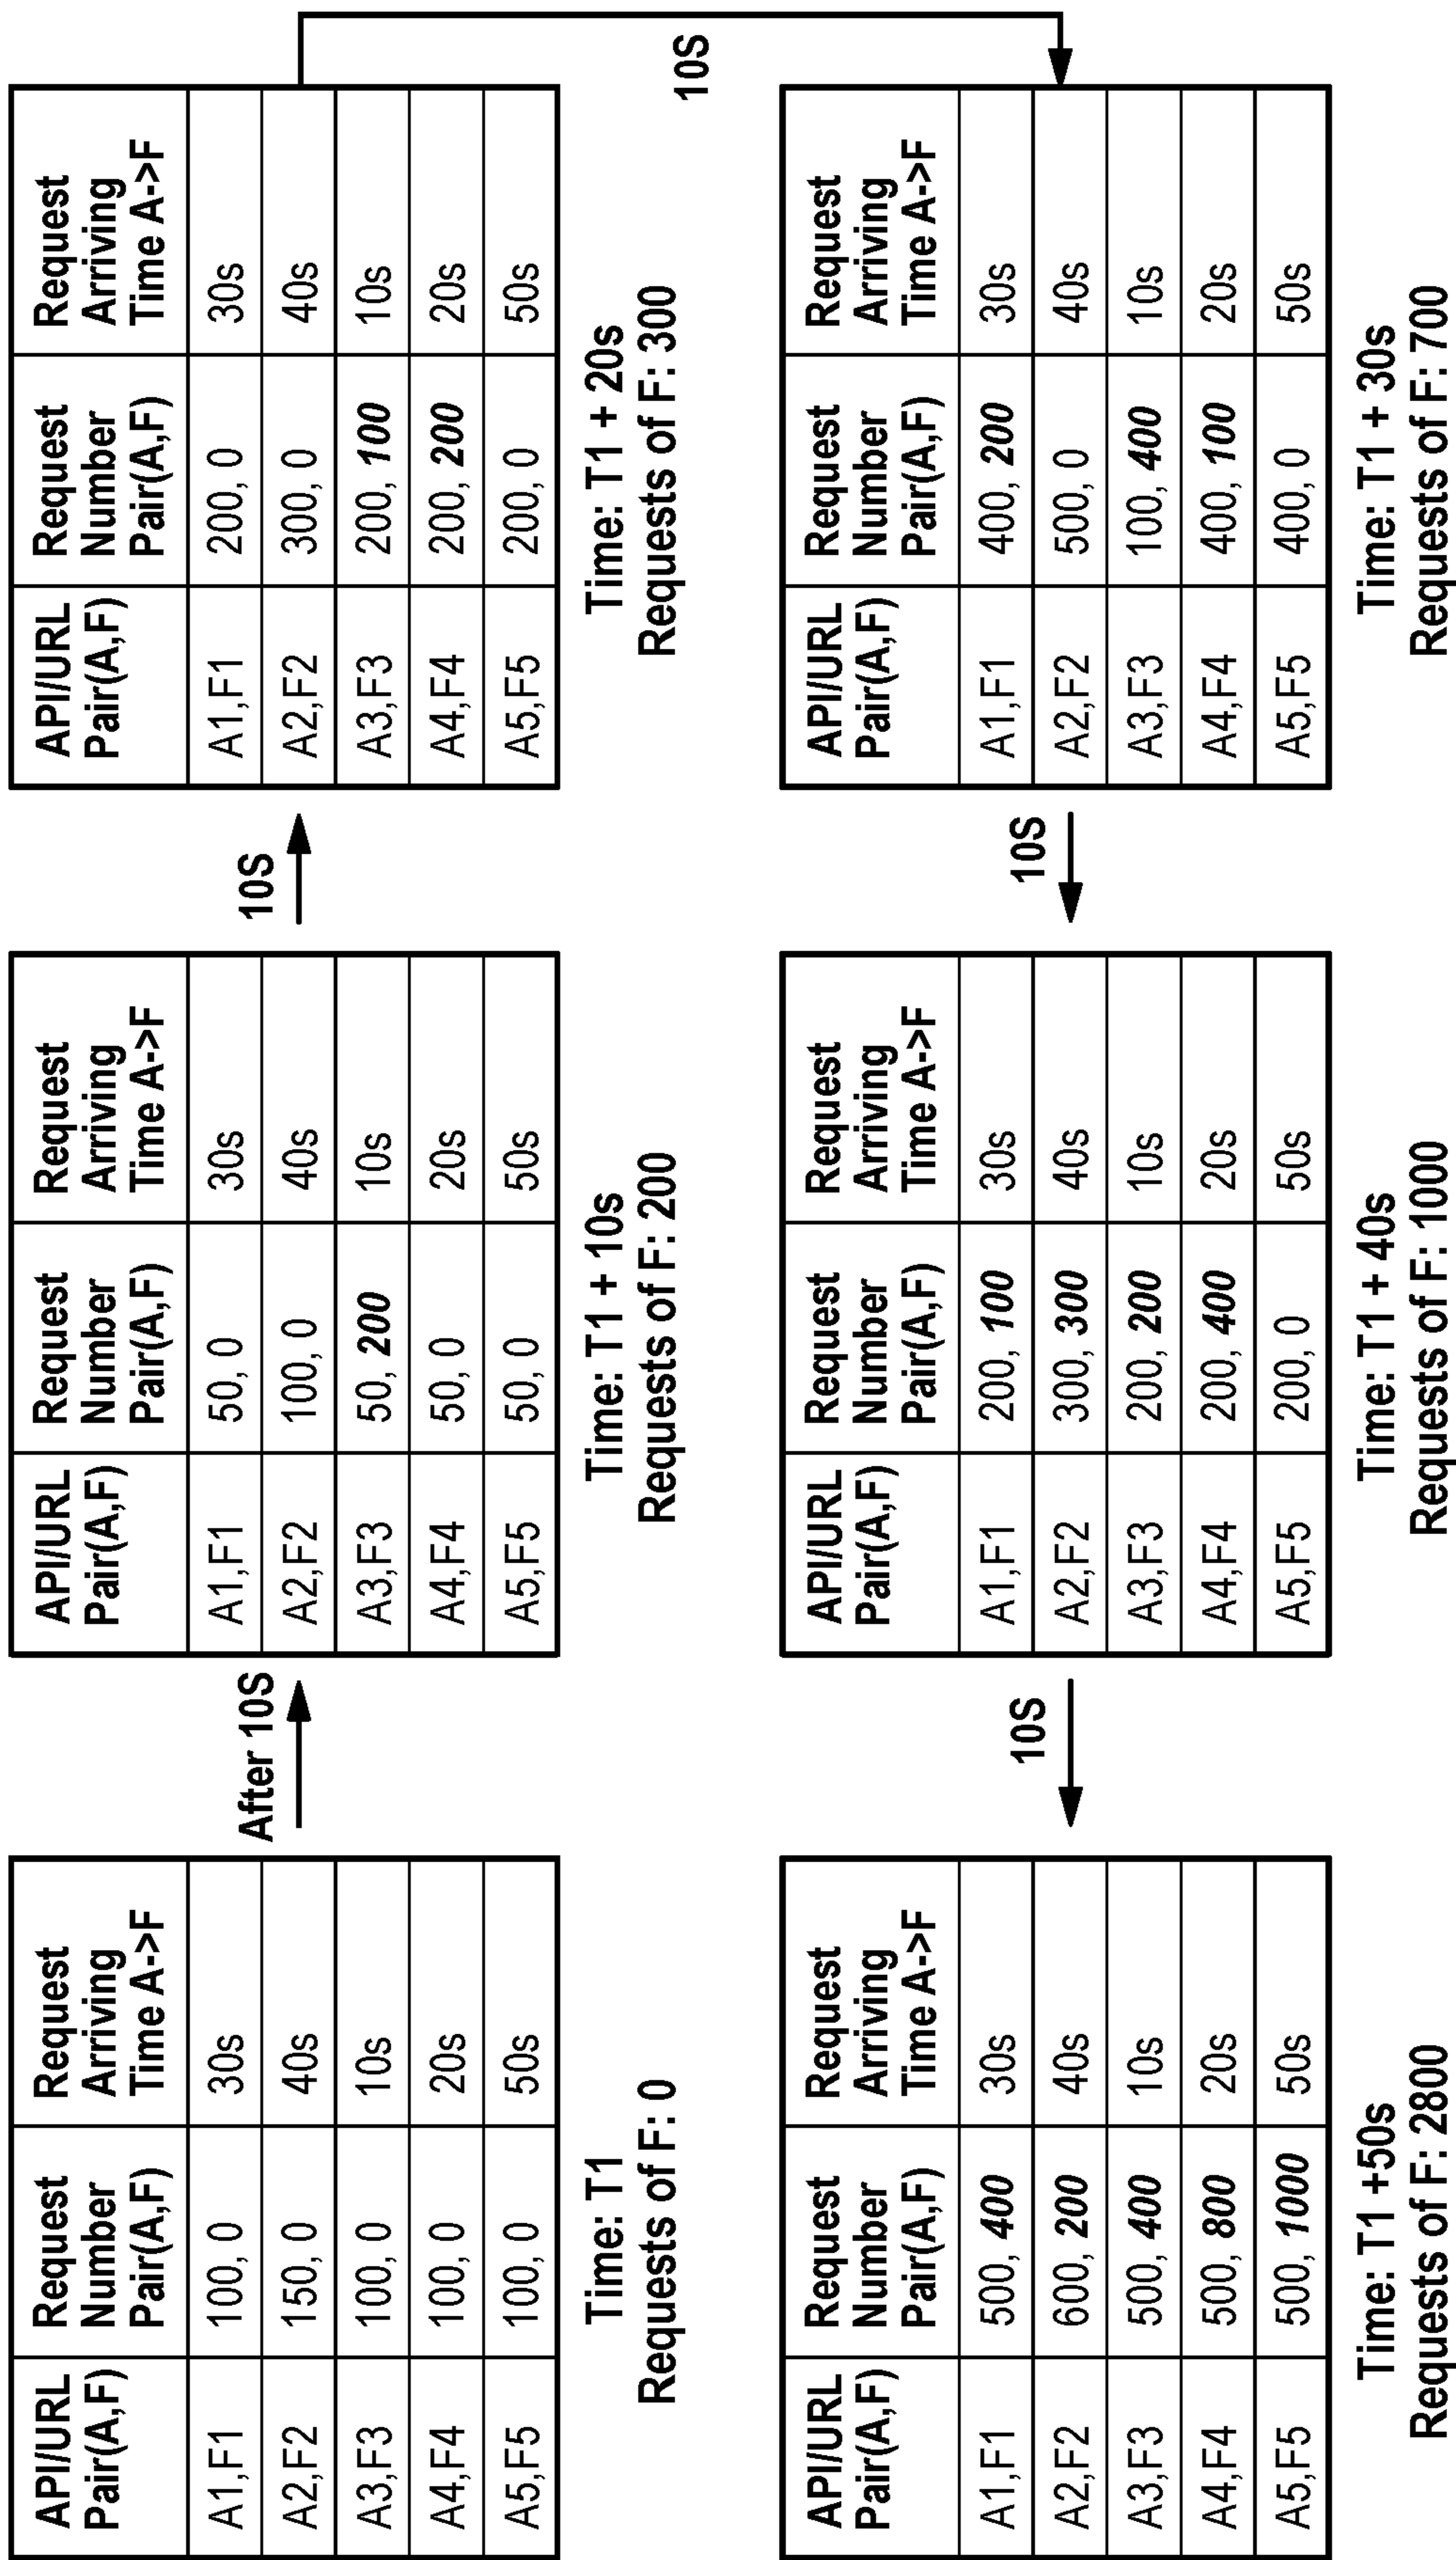 API/URL Pair(A,F) Request Number Pair(A,F) Request Arriving Time A->F
A1,F1 100, 0 30s
A2,F2 150, 0 40s
A3,F3 100, 0 10s
A4,F4 100, 0 20s
A5,F5 100, 0 50s
Time: T1
Requests of F: 0
After 10S
API/URL Pair(A,F) Request Number Pair(A,F) Request Arriving Time A->F
A1,F1 50, 0 30s
A2,F2 100, 0 40s
A3,F3 50, 200 10s
A4,F4 50, 0 20s
A5,F5 50, 0 50s
Time: T1 + 10s
Requests of F: 200
10S
API/URL Pair(A,F) Request Number Pair(A,F) Request Arriving Time A->F
A1,F1 200, 0 30s
A2,F2 300, 0 40s
A3,F3 200, 100 10s
A4,F4 200, 200 20s
A5,F5 200, 0 50s
Time: T1 + 20s
Requests of F: 300
10S
API/URL Pair(A,F) Request Number Pair(A,F) Request Arriving Time A->F
A1,F1 400, 200 30s
A2,F2 500, 0 40s
A3,F3 100, 400 10s
A4,F4 400, 100 20s
A5,F5 400, 0 50s
Time: T1 + 30s
Requests of F: 700
10S
API/URL Pair(A,F) Request Number Pair(A,F) Request Arriving Time A->F
A1,F1 200, 100 30s
A2,F2 300, 300 40s
A3,F3 200, 200 10s
A4,F4 200, 400 20s
A5,F5 200, 0 50s
Time: T1 + 40s
Requests of F: 1000
10S
API/URL Pair(A,F) Request Number Pair(A,F) Request Arriving Time A->F
A1,F1 500, 400 30s
A2,F2 600, 200 40s
A3,F3 500, 400 10s
A4,F4 500, 800 20s
A5,F5 500, 1000 50s
Time: T1 +50s
Requests of F: 2800